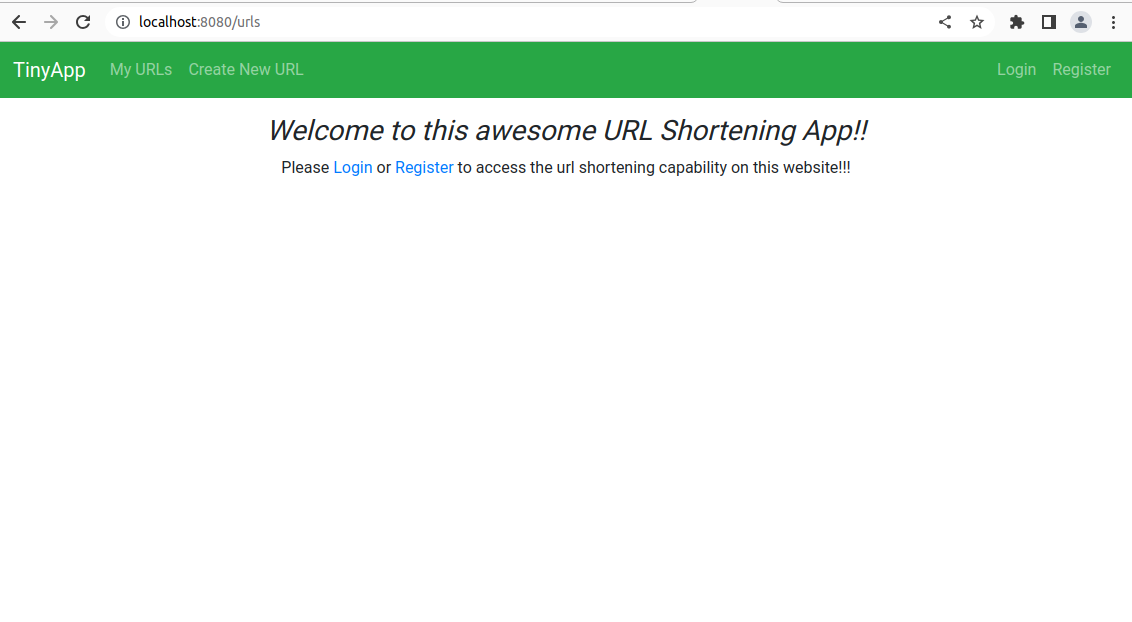 localhost:8080/urls
TinyApp My URLs Create New URL Login Register
Welcome to this awesome URL Shortening App!!
Please Login or Register to access the url shortening capability on this website!!!